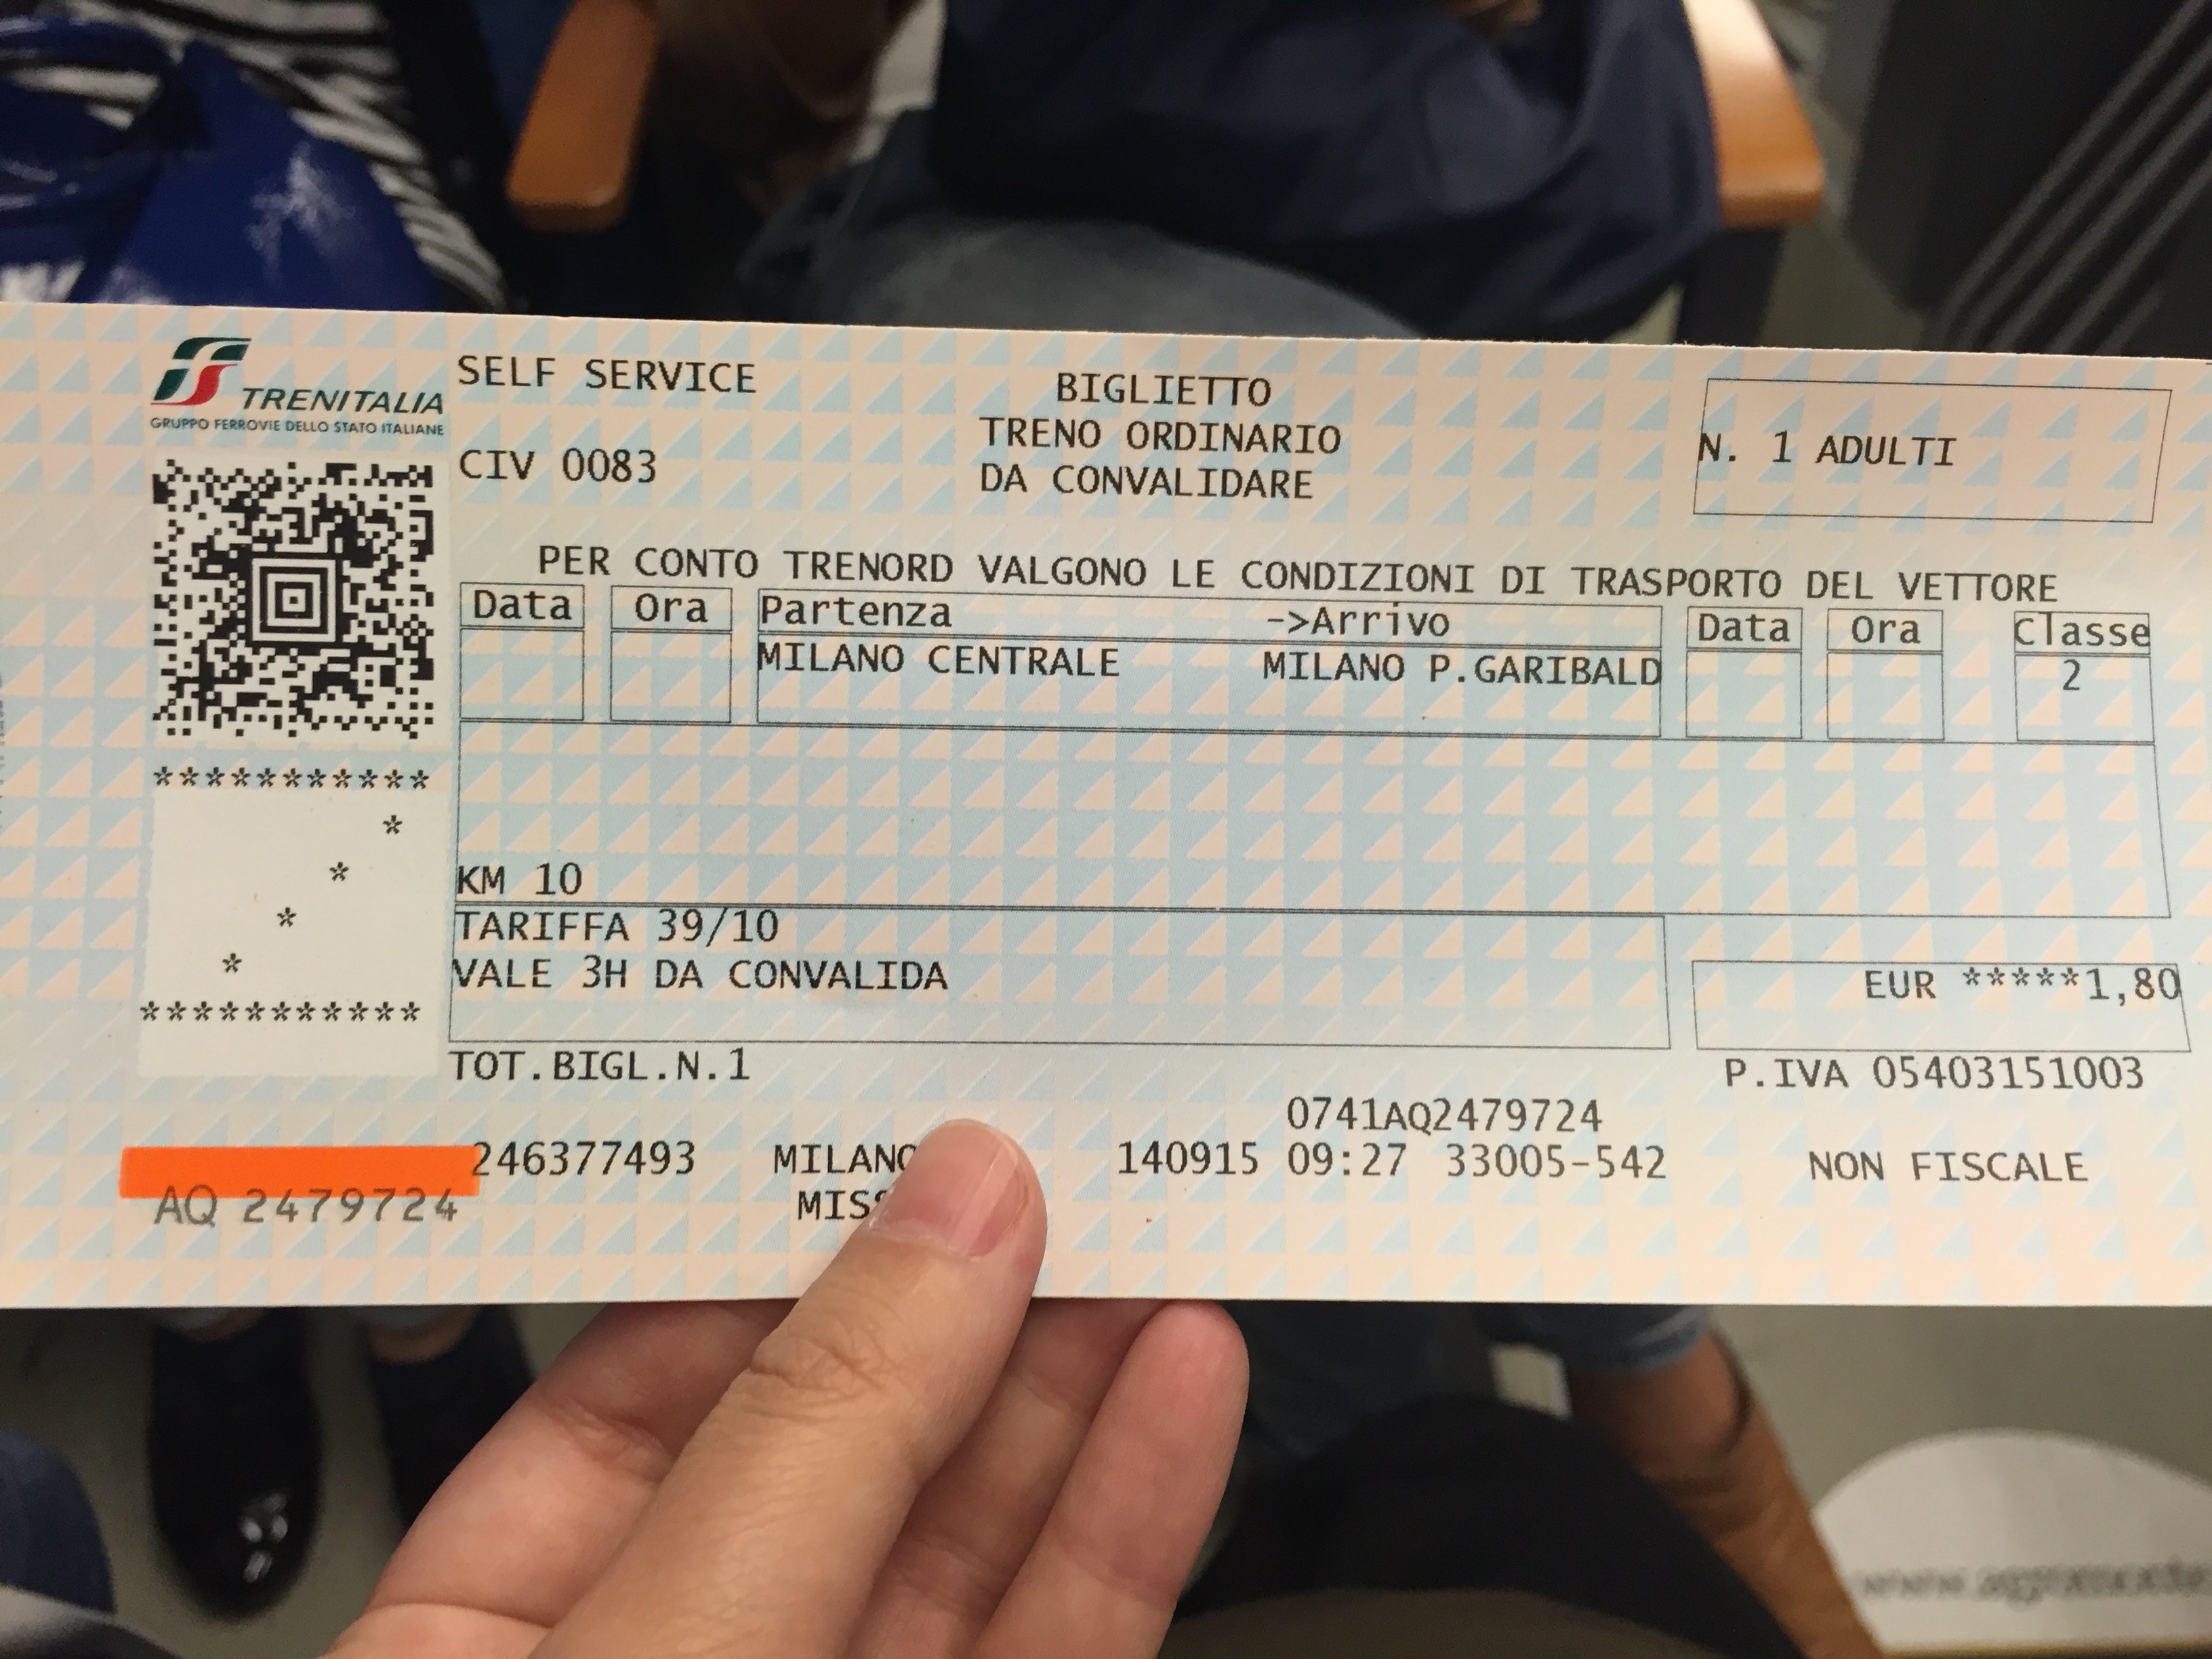 TRENITALIA
GRUPPO FERROVIE DELLO STATO ITALIANE
SELF SERVICE
CIV 0083
BIGLIETTO
TRENO ORDINARIO
DA CONVALIDARE
N. 1 ADULTI
PER CONTO TRENORD VALGONO LE CONDIZIONI DI TRASPORTO DEL VETTORE
Data Ora Partenza ->Arrivo Data Ora Classe
MILANO CENTRALE MILANO P.GARIBALD 2
***********
*
*
*
*
***********
KM 10
TARIFFA 39/10
VALE 3H DA CONVALIDA
EUR *****1,80
TOT.BIGL.N.1
P.IVA 05403151003
0741AQ2479724
246377493 MILANO 140915 09:27 33005-542 NON FISCALE
AQ 2479724